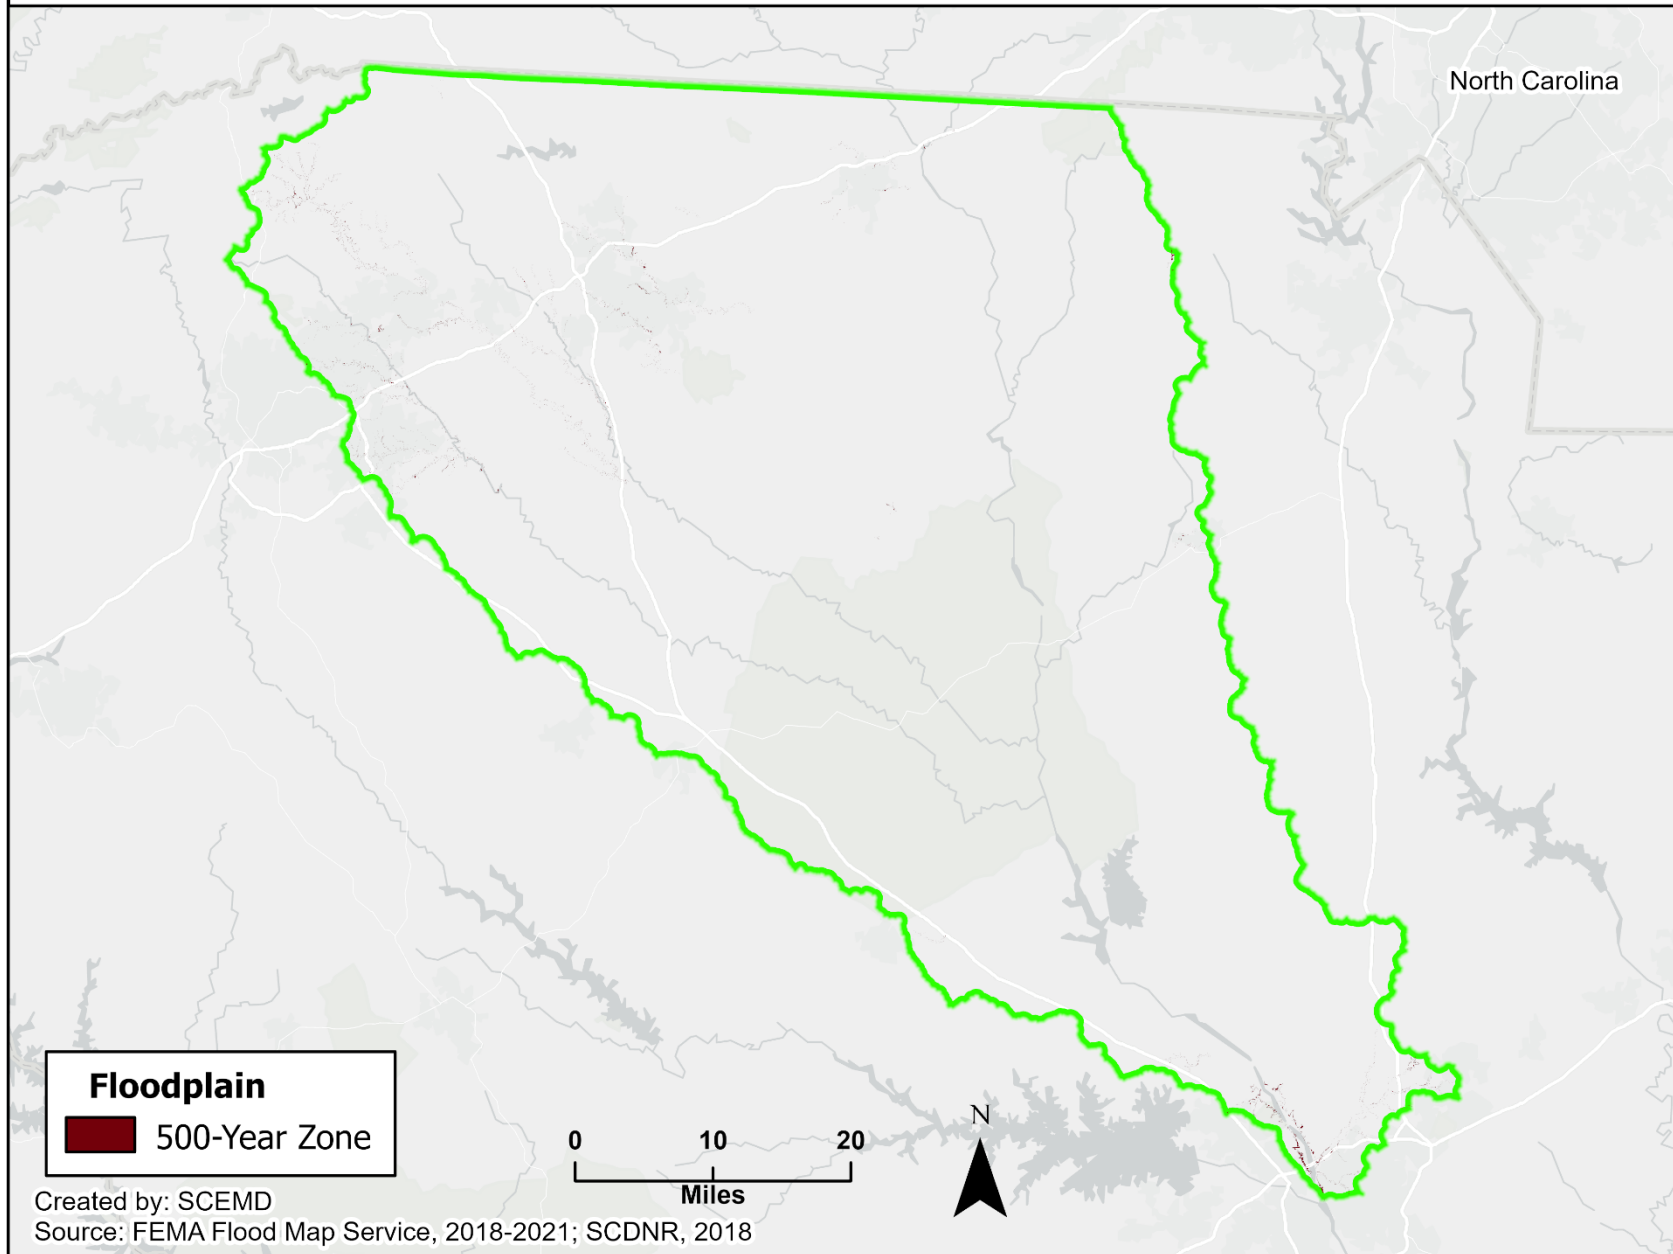 North Carolina
Floodplain
500-Year Zone
N
0 10 20
Miles
Created by: SCEMD
Source: FEMA Flood Map Service, 2018-2021; SCDNR, 2018